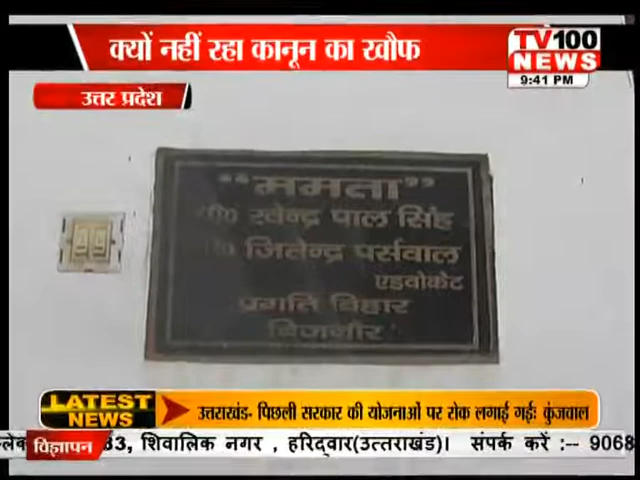 क्यों नहीं रहा कानून का खौफ
TV100
NEWS
9:41 PM
उत्तर प्रदेश
"ममता"
रवेन्द्र पाल सिंह
जितेन्द्र पर्सवाल
एडवोकेट
प्रगति बिहार
बिजनौर
LATEST
NEWS
उत्तराखंड- पिछली सरकार की योजनाओं पर रोक लगाई गईः कुंजवाल
विज्ञापन
33, शिवालिक नगर , हरिद्वार(उत्तराखंड)। संपर्क करें :-- 9068